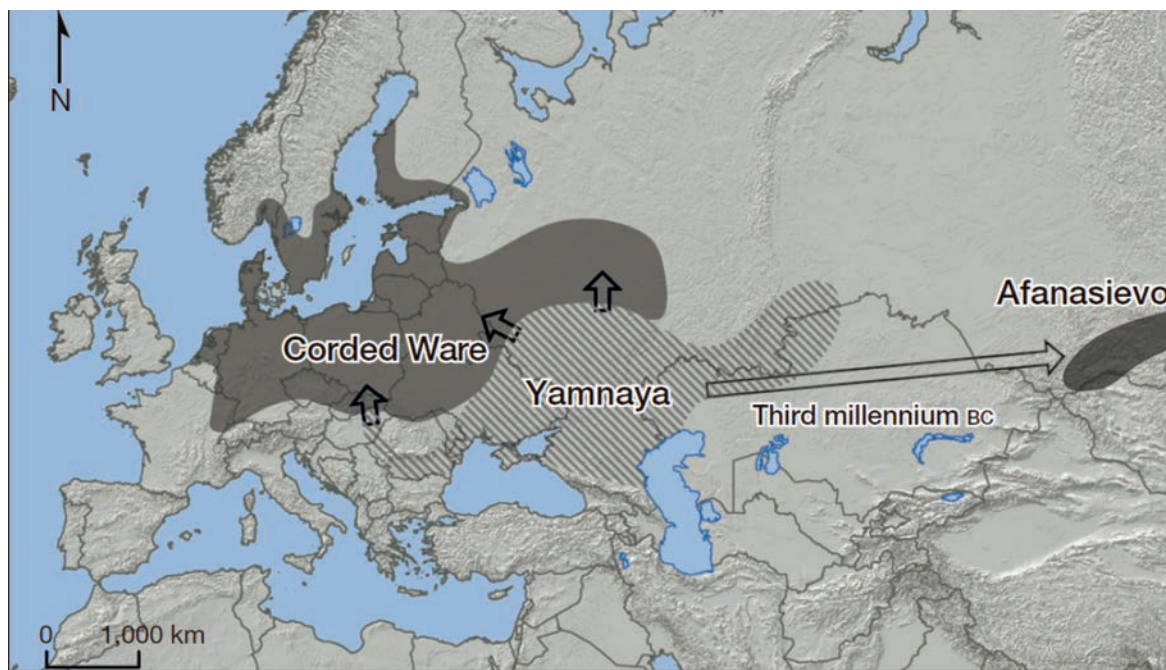 N
Afanasievo
Corded Ware
Yamnaya
Third millennium BC
0 1,000 km